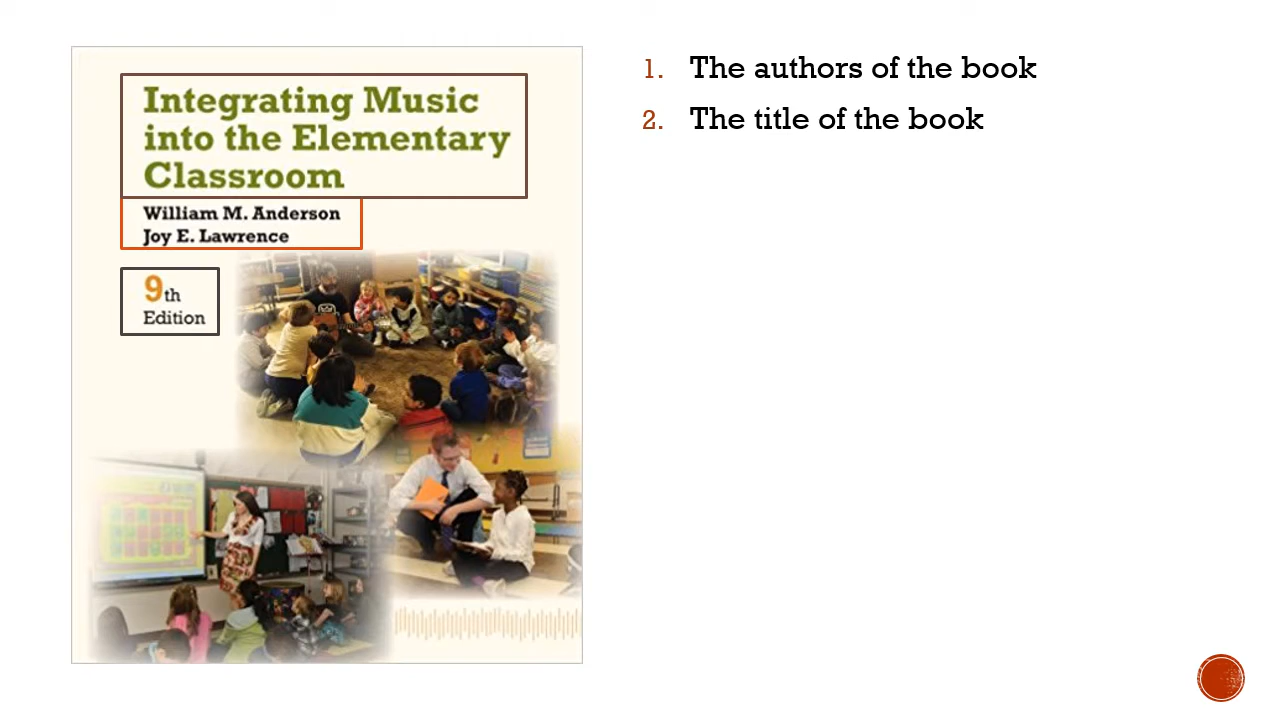 Integrating Music
into the Elementary
Classroom
William M. Anderson
Joy E. Lawrence
9th
Edition
1. The authors of the book
2. The title of the book